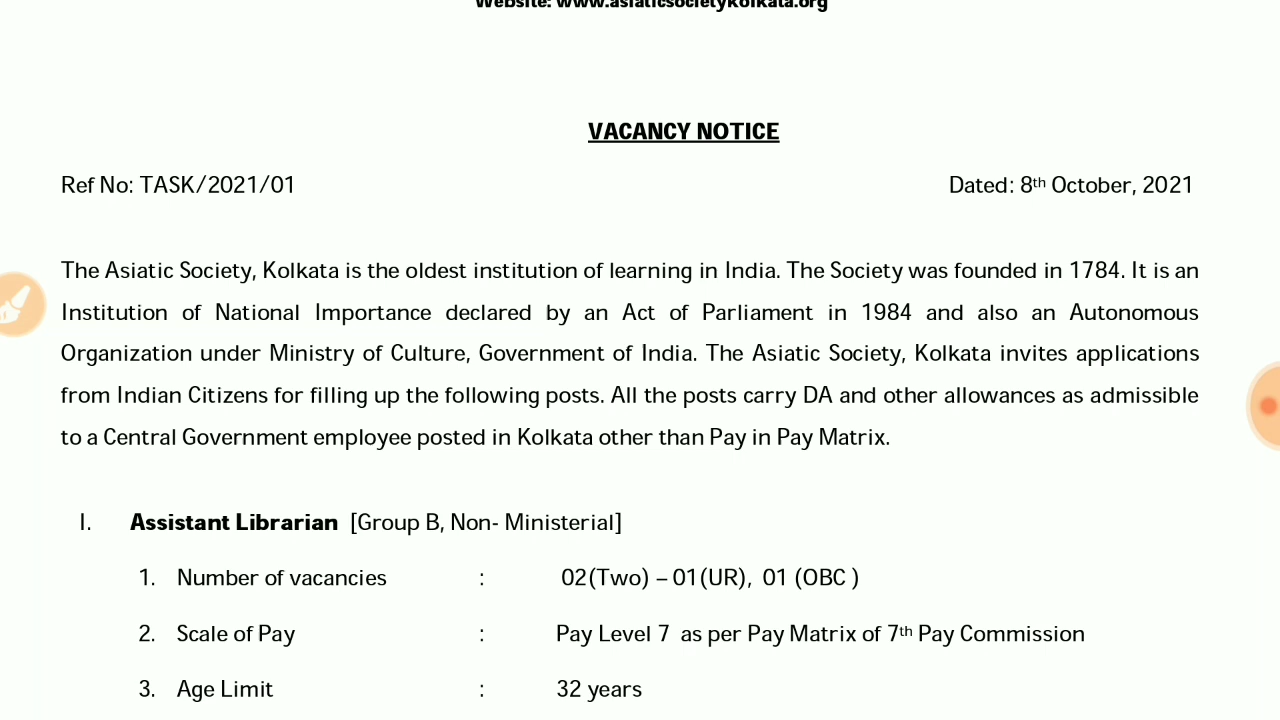 Website: www.asiaticsocietykolkata.org
VACANCY NOTICE
Ref No: TASK/2021/01 Dated: 8th October, 2021
The Asiatic Society, Kolkata is the oldest institution of learning in India. The Society was founded in 1784. It is an
Institution of National Importance declared by an Act of Parliament in 1984 and also an Autonomous
Organization under Ministry of Culture, Government of India. The Asiatic Society, Kolkata invites applications
from Indian Citizens for filling up the following posts. All the posts carry DA and other allowances as admissible
to a Central Government employee posted in Kolkata other than Pay in Pay Matrix.
I. Assistant Librarian [Group B, Non- Ministerial]
1. Number of vacancies : 02(Two) – 01(UR), 01 (OBC )
2. Scale of Pay : Pay Level 7 as per Pay Matrix of 7th Pay Commission
3. Age Limit : 32 years